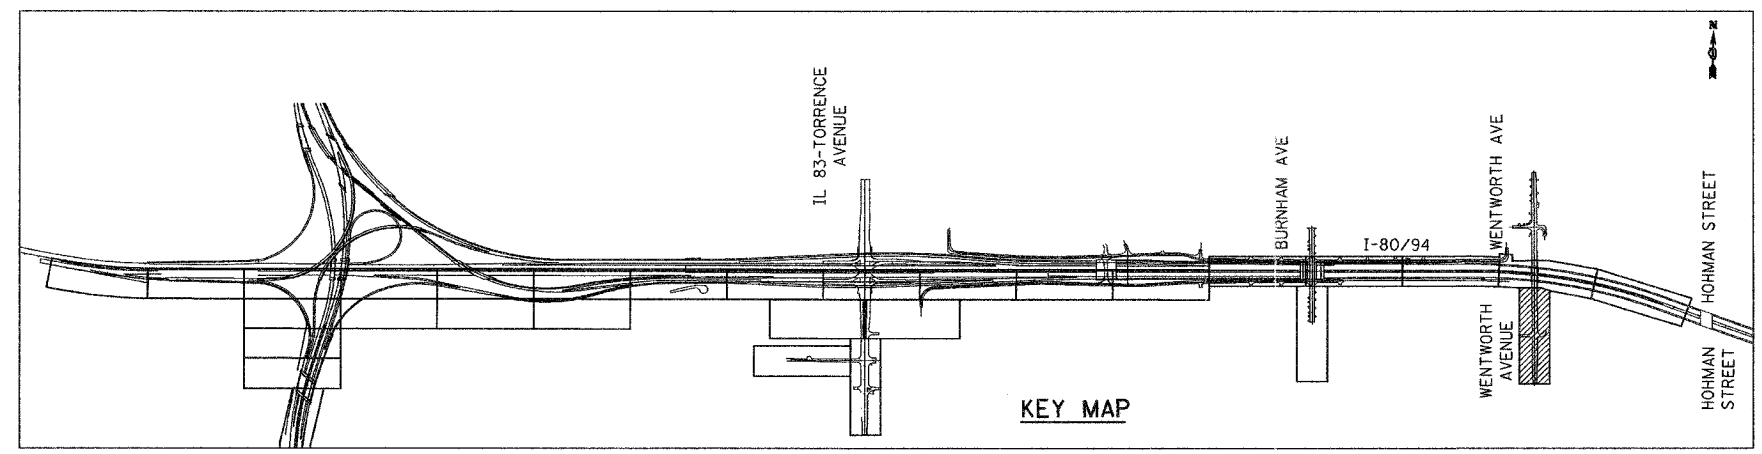 IL 83-TORRENCE
AVENUE
BURNHAM AVE
I-80/94
WENTWORTH AVE
WENTWORTH
AVENUE
HOHMAN STREET
HOHMAN
STREET
KEY MAP
N